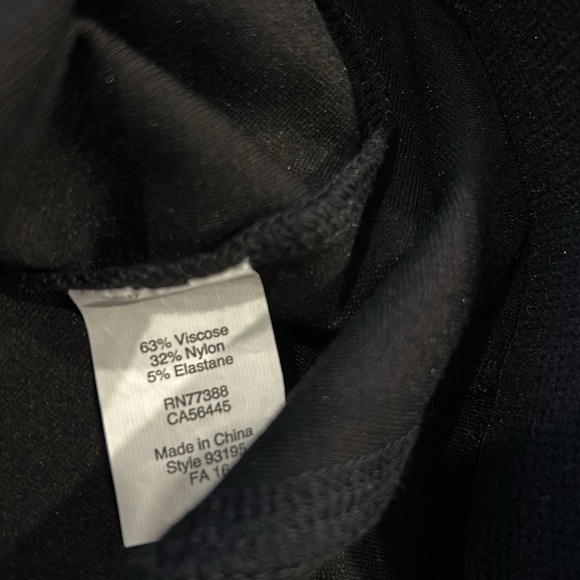 63% Viscose
32% Nylon
5% Elastane
RN77388
CA56445
Made in China
Style 93195
FA 16